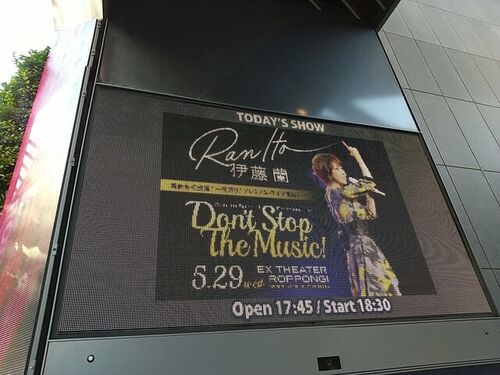 TODAY'S SHOW
Ran Ito
伊藤 蘭
Don't Stop
The Music!
5.29 wed
EX THEATER
ROPPONGI
Open 17:45 / Start 18:30